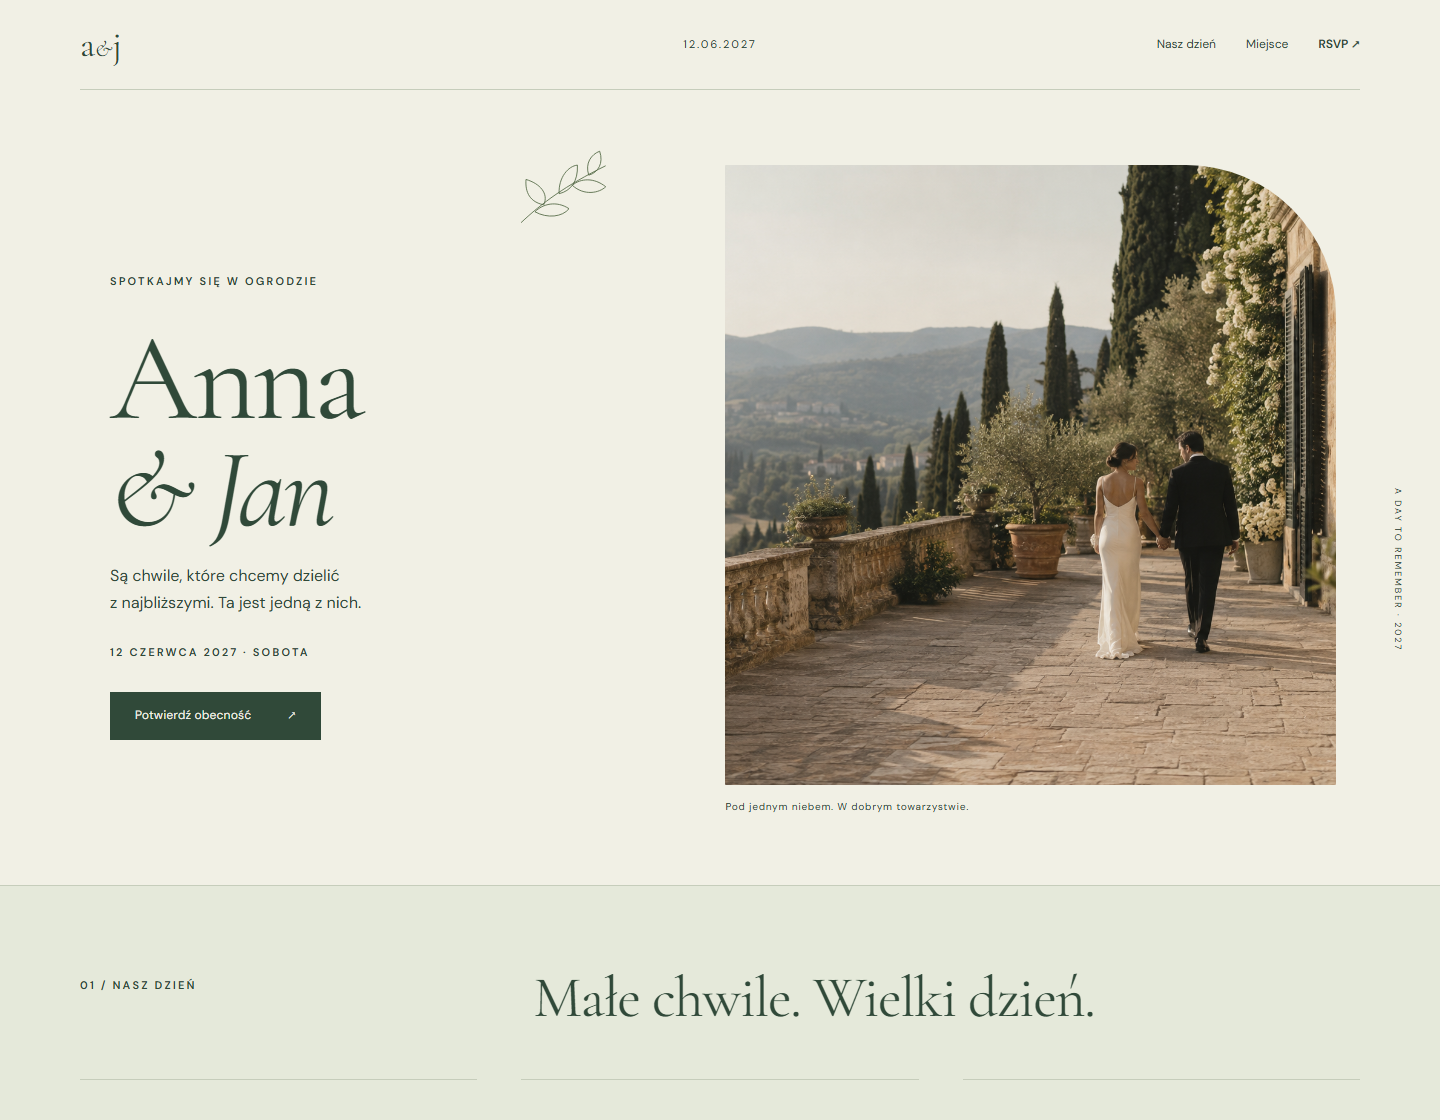 a&j
12.06.2027
Nasz dzień
Miejsce
RSVP ↗
SPOTKAJMY SIĘ W OGRODZIE
Anna
& Jan
Są chwile, które chcemy dzielić
z najbliższymi. Ta jest jedną z nich.
12 CZERWCA 2027 · SOBOTA
Potwierdź obecność ↗
A DAY TO REMEMBER · 2027
Pod jednym niebem. W dobrym towarzystwie.
01 / NASZ DZIEŃ
Małe chwile. Wielki dzień.